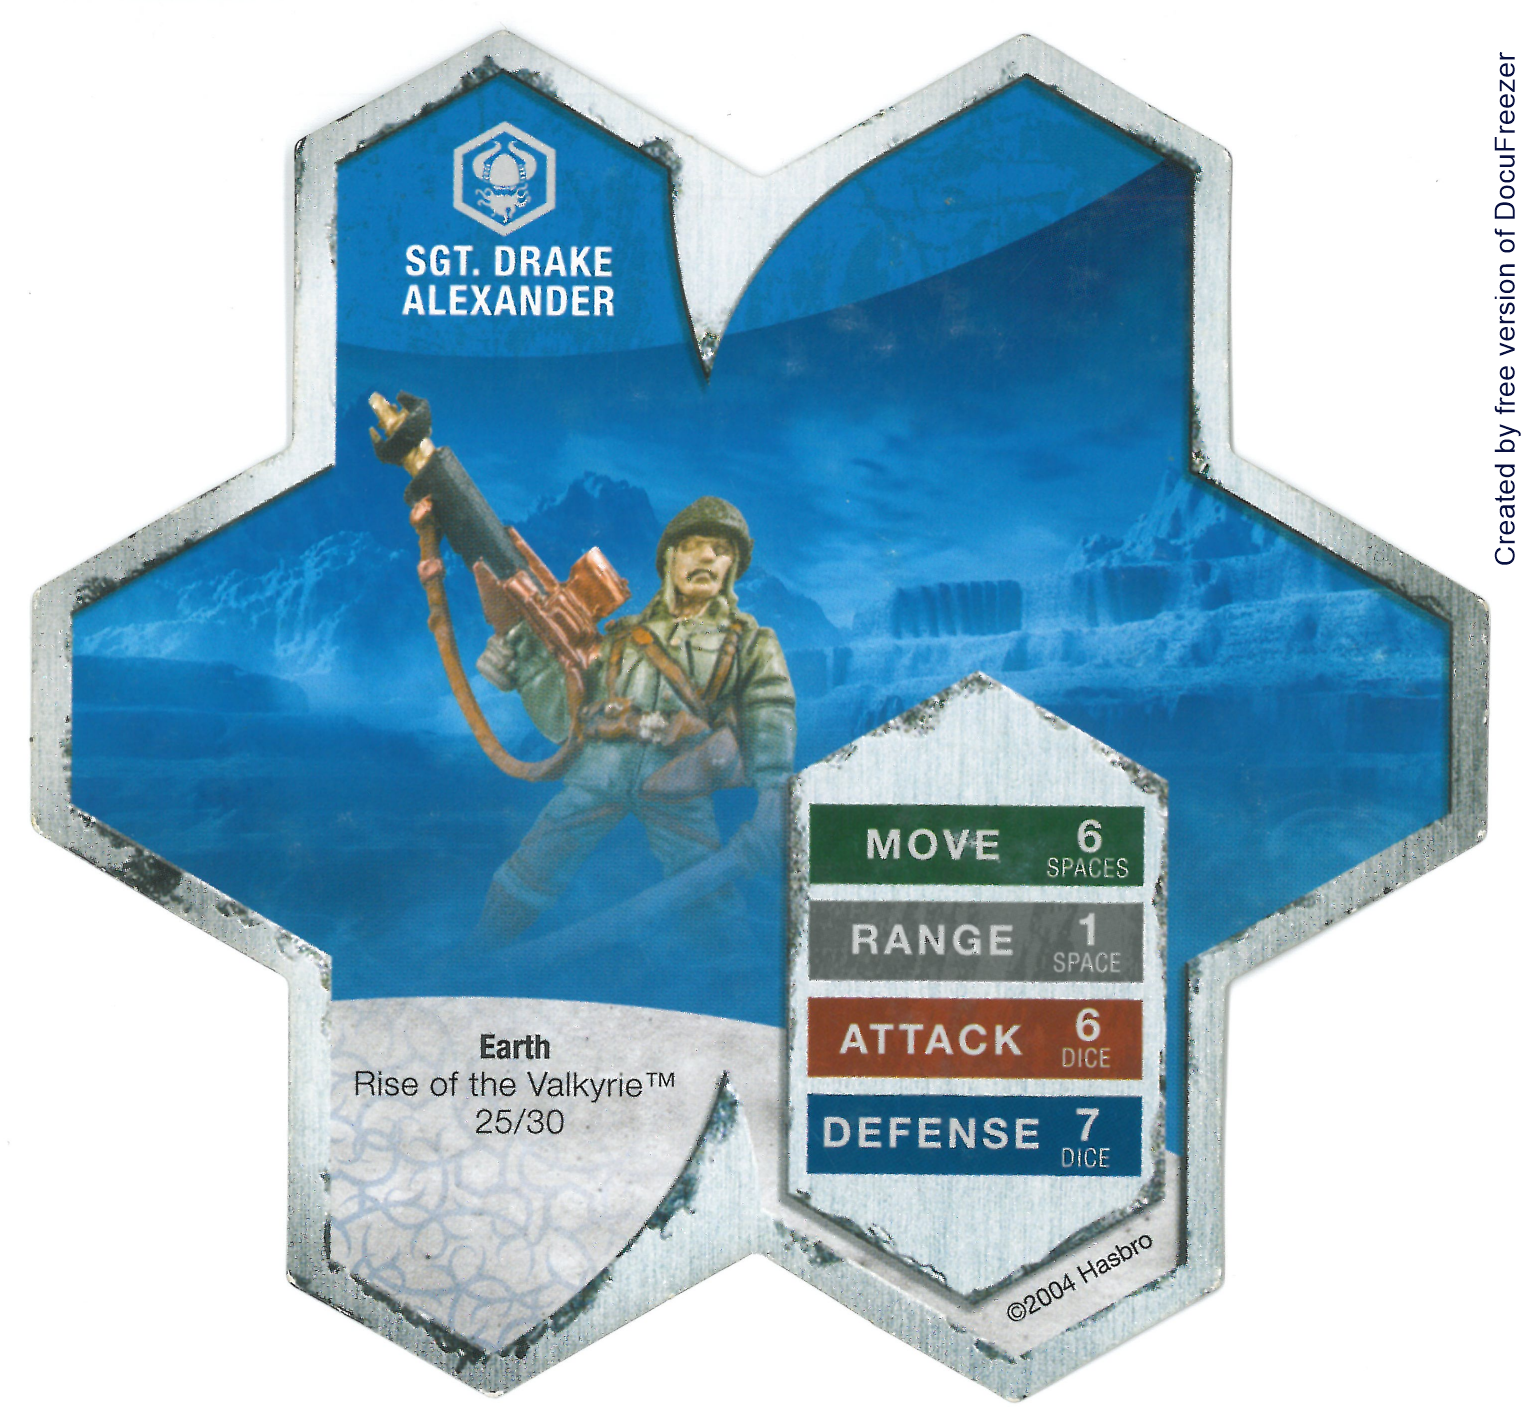 SGT. DRAKE
ALEXANDER
MOVE 6
SPACES
RANGE 1
SPACE
ATTACK 6
DICE
DEFENSE 7
DICE
Earth
Rise of the Valkyrie™
25/30
©2004 Hasbro
Created by free version of DocuFreezer